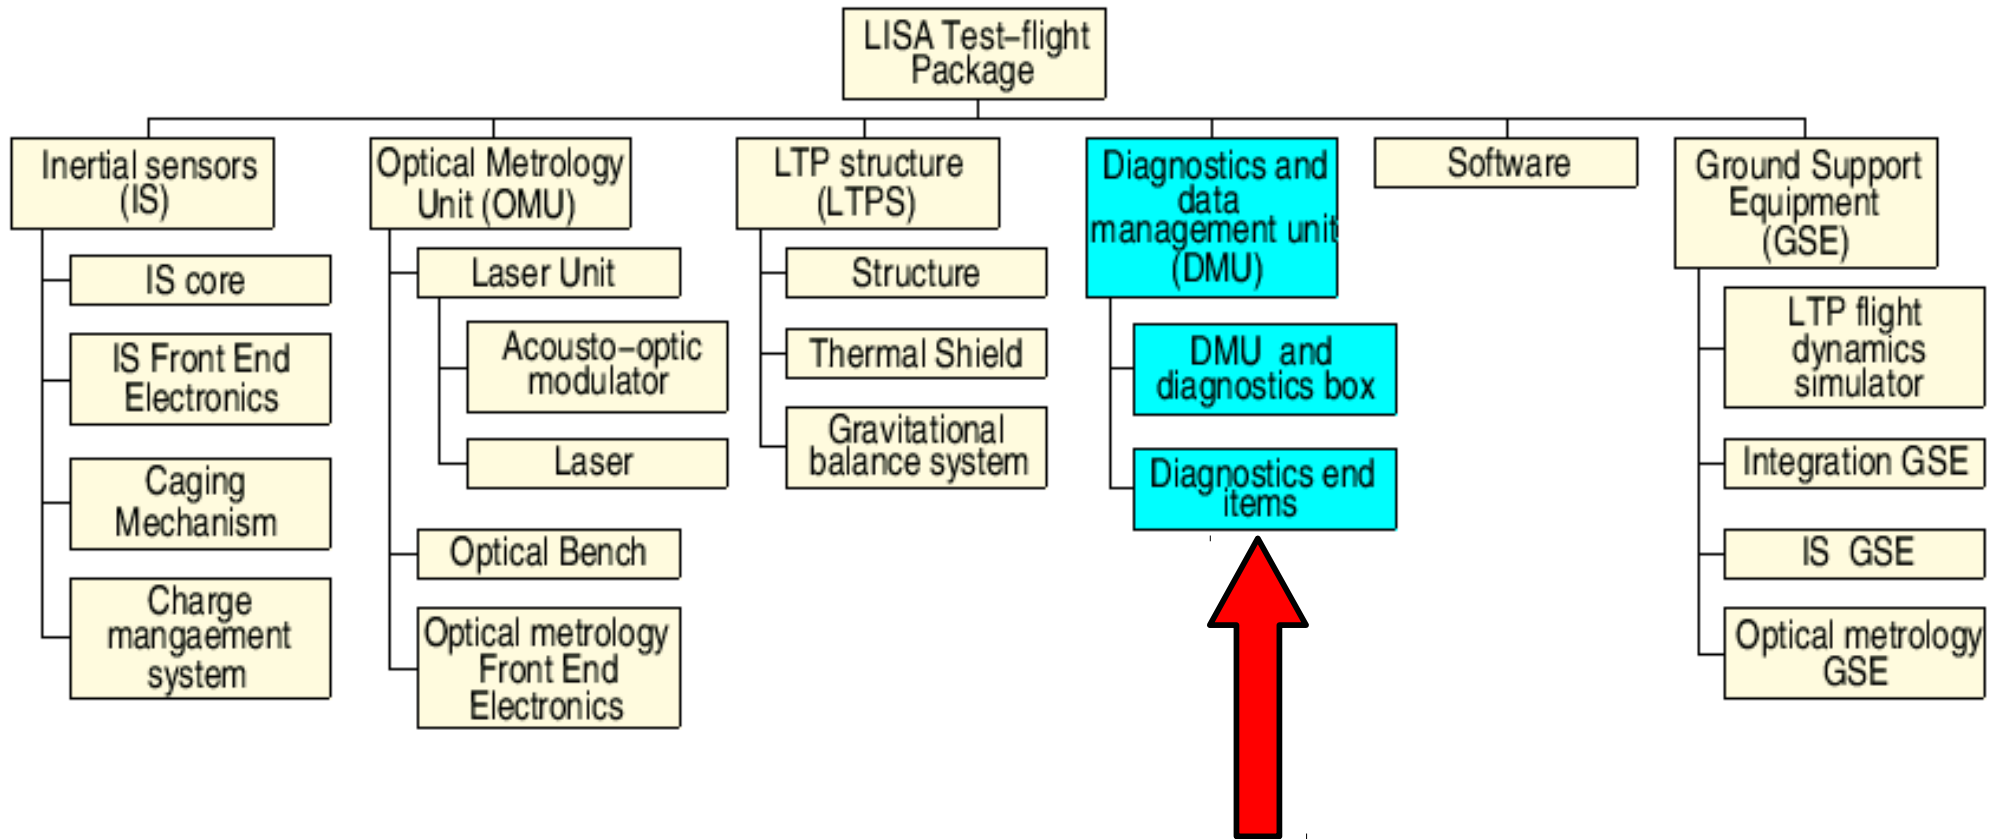 LISA Test–flight
Package
Inertial sensors
(IS)
IS core
IS Front End
Electronics
Caging
Mechanism
Charge
mangaement
system
Optical Metrology
Unit (OMU)
Laser Unit
Acousto–optic
modulator
Laser
Optical Bench
Optical metrology
Front End
Electronics
LTP structure
(LTPS)
Structure
Thermal Shield
Gravitational
balance system
Diagnostics and
data
management unit
(DMU)
DMU and
diagnostics box
Diagnostics end
items
Software
Ground Support
Equipment
(GSE)
LTP flight
dynamics
simulator
Integration GSE
IS GSE
Optical metrology
GSE